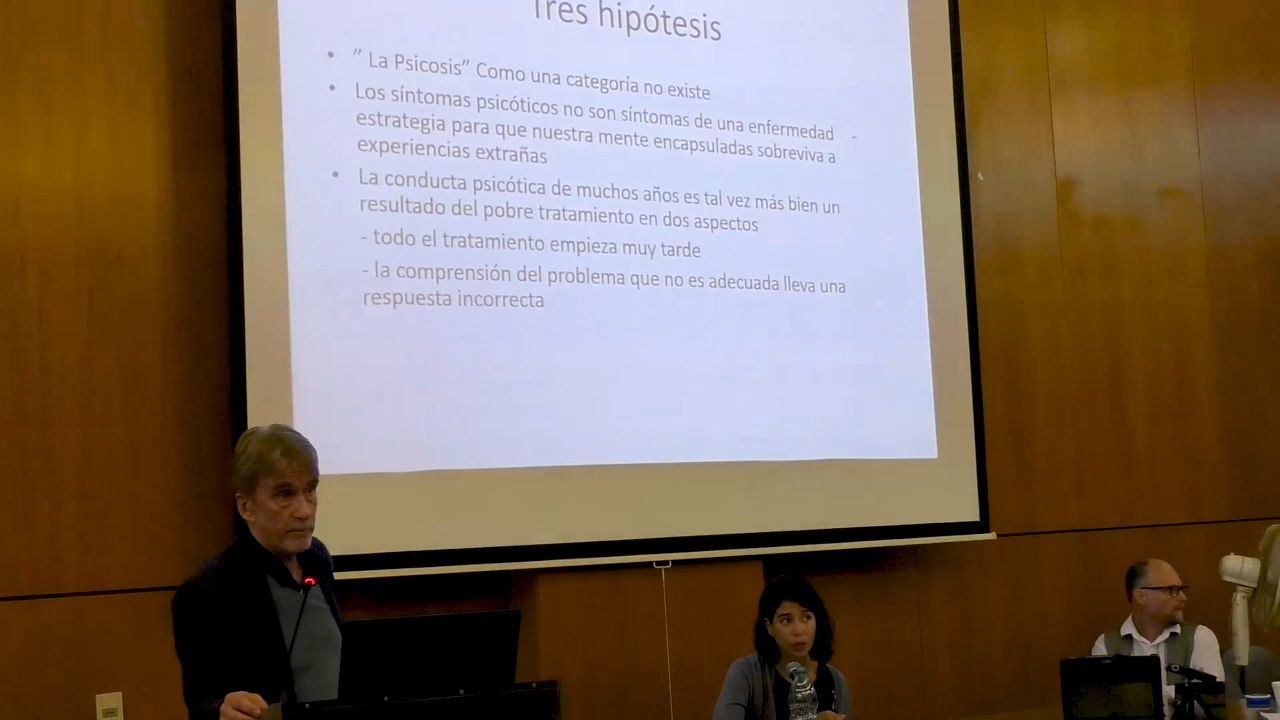 Tres hipótesis
• ” La Psicosis” Como una categoría no existe
• Los síntomas psicóticos no son síntomas de una enfermedad -
estrategia para que nuestra mente encapsuladas sobreviva a
experiencias extrañas
• La conducta psicótica de muchos años es tal vez más bien un
resultado del pobre tratamiento en dos aspectos
- todo el tratamiento empieza muy tarde
- la comprensión del problema que no es adecuada lleva una
respuesta incorrecta